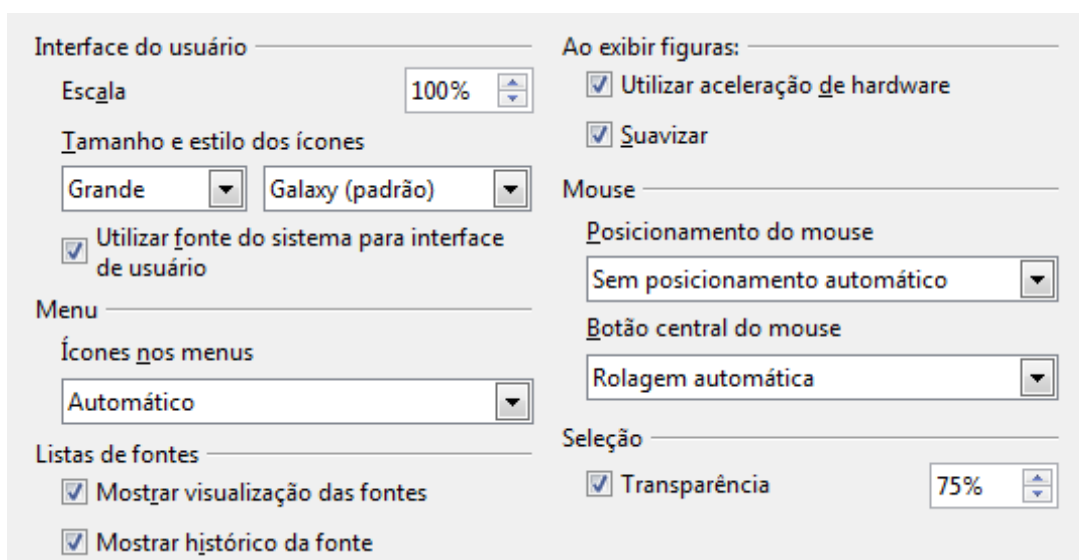 Interface do usuário
Escala
100%
Tamanho e estilo dos ícones
Grande
Galaxy (padrão)
Utilizar fonte do sistema para interface
de usuário
Menu
Ícones nos menus
Automático
Listas de fontes
Mostrar visualização das fontes
Mostrar histórico da fonte
Ao exibir figuras:
Utilizar aceleração de hardware
Suavizar
Mouse
Posicionamento do mouse
Sem posicionamento automático
Botão central do mouse
Rolagem automática
Seleção
Transparência
75%